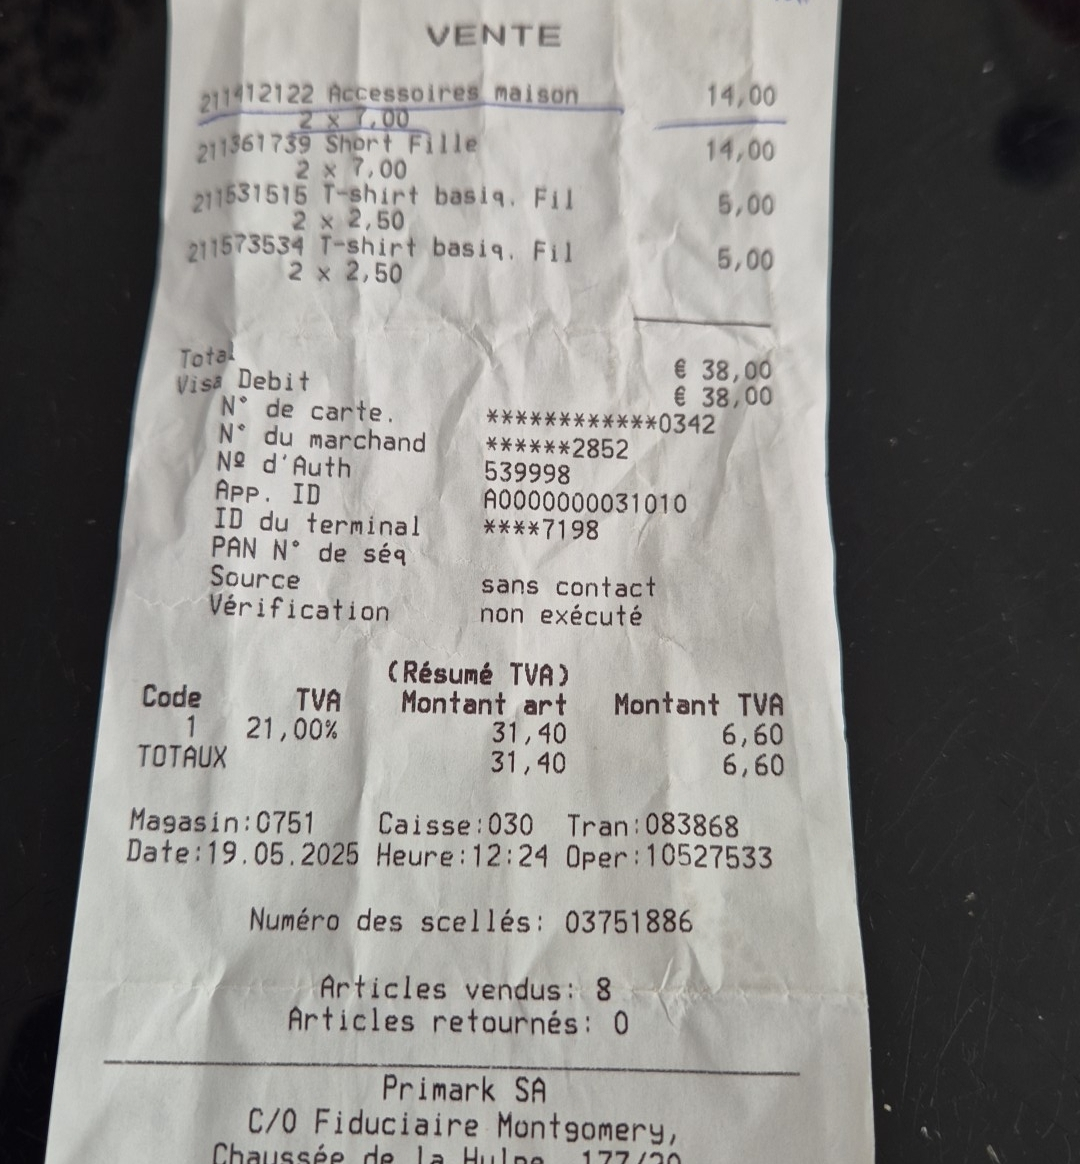 VENTE
211412122 Accessoires maison 14,00
2 x 7,00
211361739 Short Fille 14,00
2 x 7,00
211531515 T-shirt basiq. Fil 5,00
2 x 2,50
211573534 T-shirt basiq. Fil 5,00
2 x 2,50
Total € 38,00
Visa Debit € 38,00
N° de carte. ************0342
N° du marchand ******2852
Nº d'Auth 539998
App. ID A0000000031010
ID du terminal ****7198
PAN N° de séq
Source sans contact
Vérification non exécuté
(Résumé TVA)
Code TVA Montant art Montant TVA
1 21,00% 31,40 6,60
TOTAUX 31,40 6,60
Magasin:0751 Caisse:030 Tran:083868
Date:19.05.2025 Heure:12:24 Oper:10527533
Numéro des scellés: 03751886
Articles vendus: 8
Articles retournés: 0
Primark SA
C/O Fiduciaire Montgomery,
Chaussée de la Hulpe, 177/20